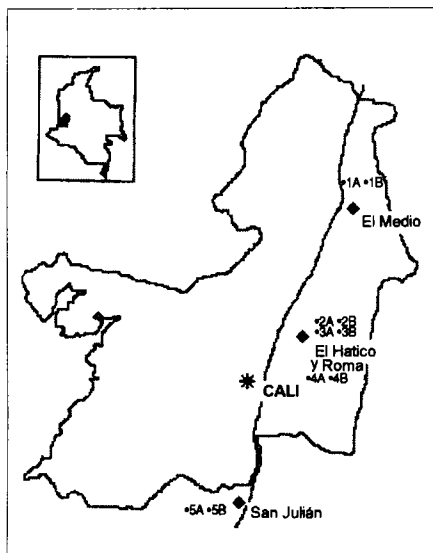 •1A •1B
El Medio
•2A •2B
•3A •3B
El Hatico
y Roma
•4A •4B
CALI
•5A •5B
San Julián